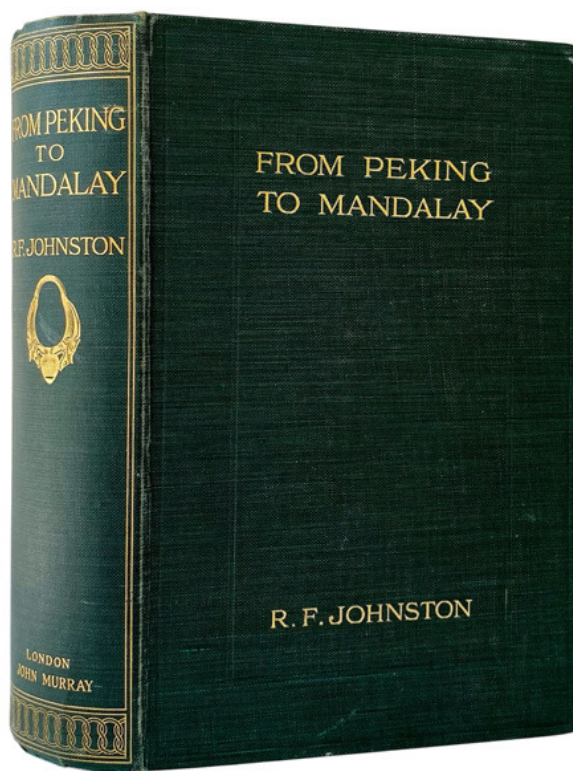 FROM PEKING
TO
MANDALAY
R.F. JOHNSTON
LONDON
JOHN MURRAY
FROM PEKING
TO MANDALAY
R. F. JOHNSTON